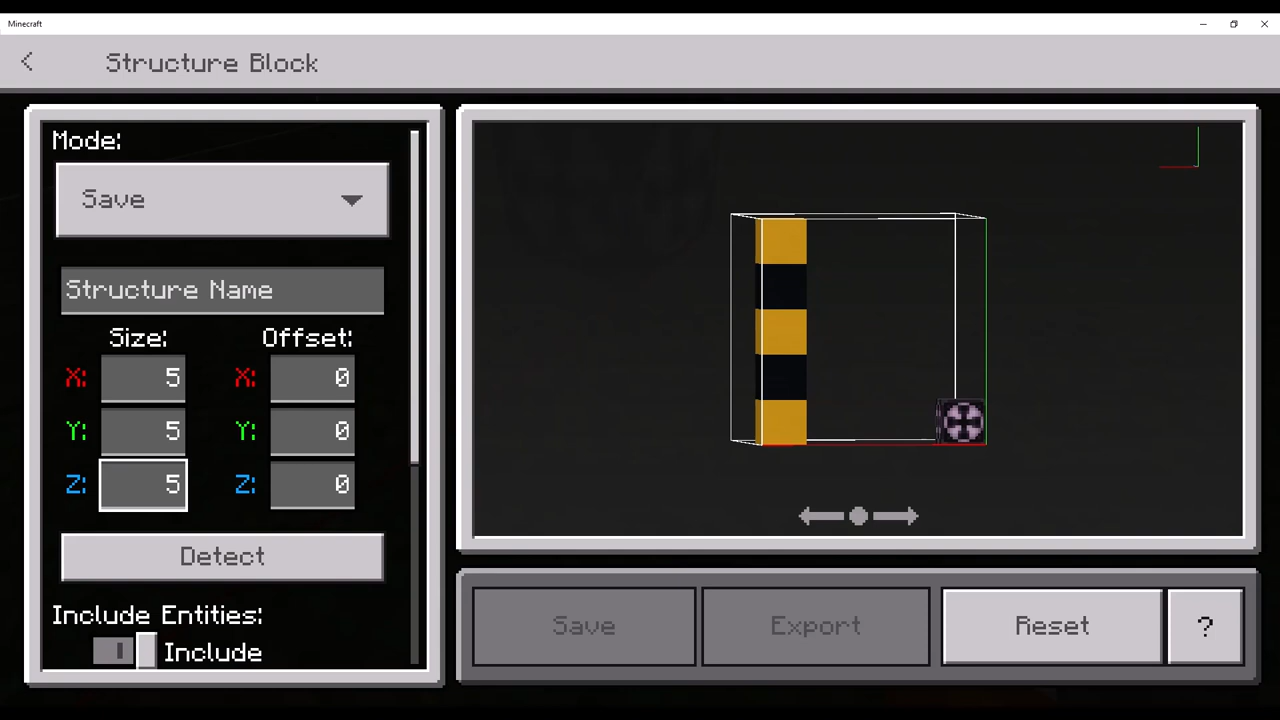 Minecraft
Structure Block
Mode:
Save
Structure Name
Size: Offset:
X: 5 X: 0
Y: 5 Y: 0
Z: 5 Z: 0
Detect
Include Entities:
Include
Save Export Reset ?